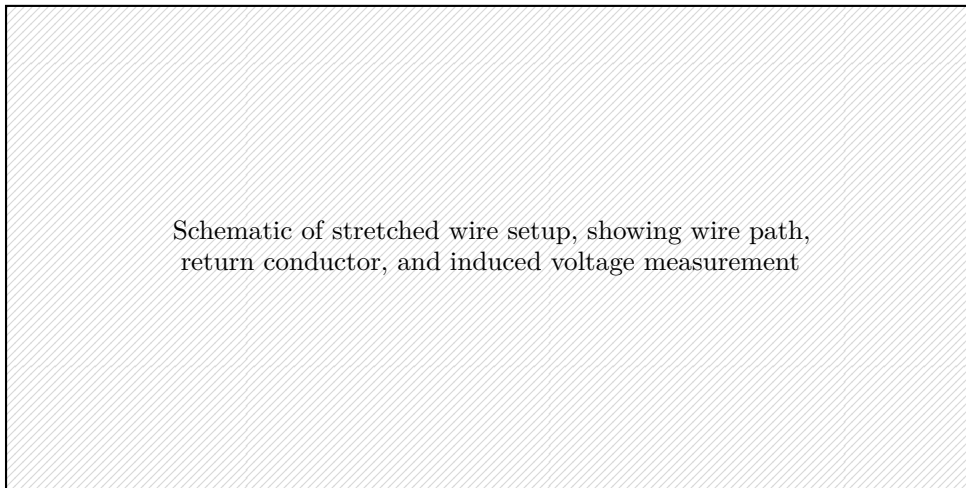 Schematic of stretched wire setup, showing wire path,
return conductor, and induced voltage measurement